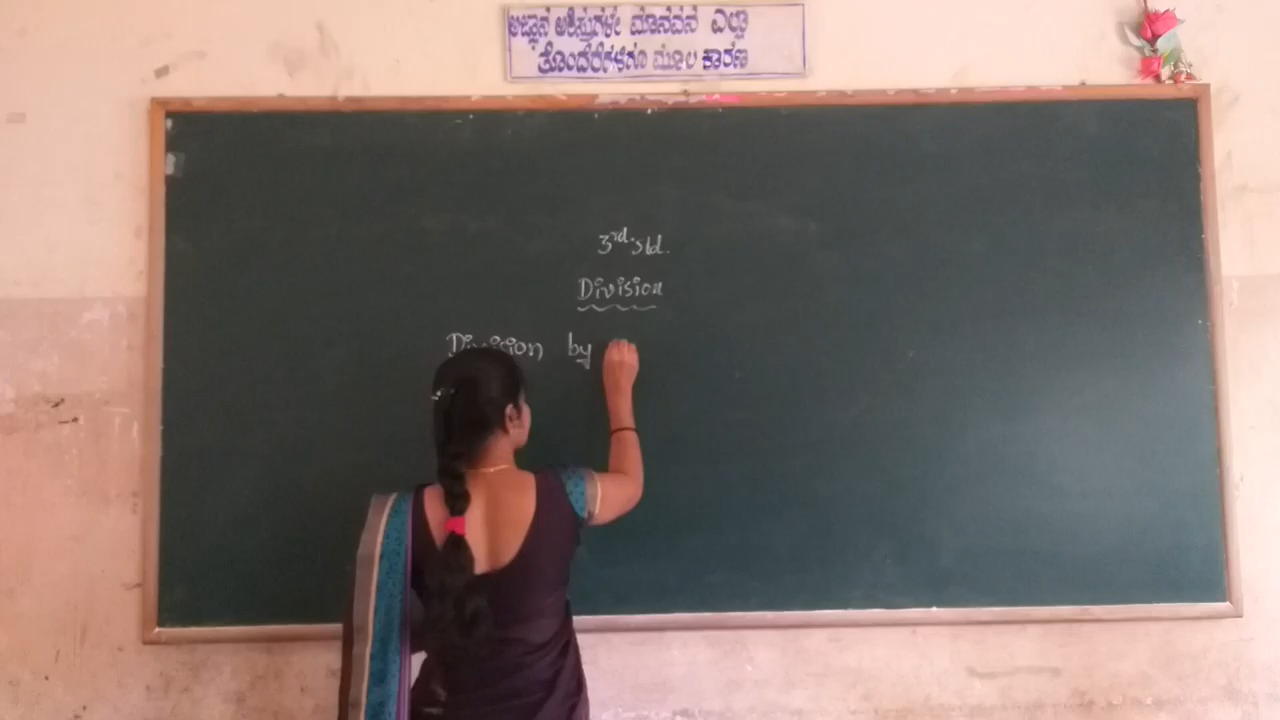 ಅಜ್ಞಾನ ಅಶಿಸ್ತುಗಳೇ ಮಾನವನ ಎಲ್ಲಾ
ತೊಂದರೆಗಳಿಗೂ ಮೂಲ ಕಾರಣ
3rd. std.
Division
Division by